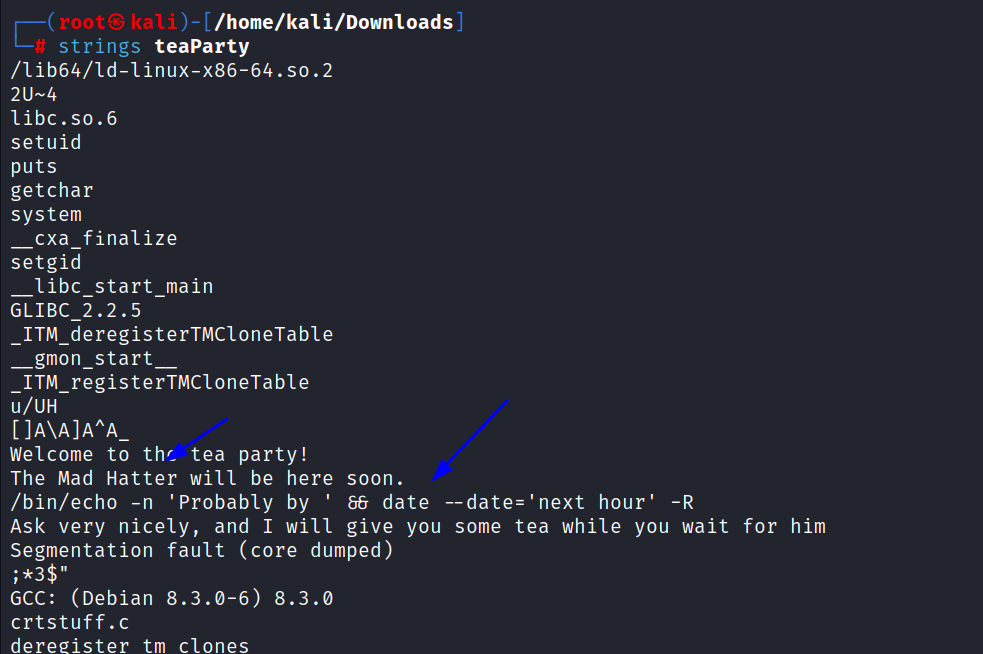 ┌──(root㉿kali)-[/home/kali/Downloads]
└─# strings teaParty
/lib64/ld-linux-x86-64.so.2
2U~4
libc.so.6
setuid
puts
getchar
system
__cxa_finalize
setgid
__libc_start_main
GLIBC_2.2.5
_ITM_deregisterTMCloneTable
__gmon_start__
_ITM_registerTMCloneTable
u/UH
[]A\A]A^A_
Welcome to the tea party!
The Mad Hatter will be here soon.
/bin/echo -n 'Probably by ' && date --date='next hour' -R
Ask very nicely, and I will give you some tea while you wait for him
Segmentation fault (core dumped)
;*3$"
GCC: (Debian 8.3.0-6) 8.3.0
crtstuff.c
deregister_tm_clones